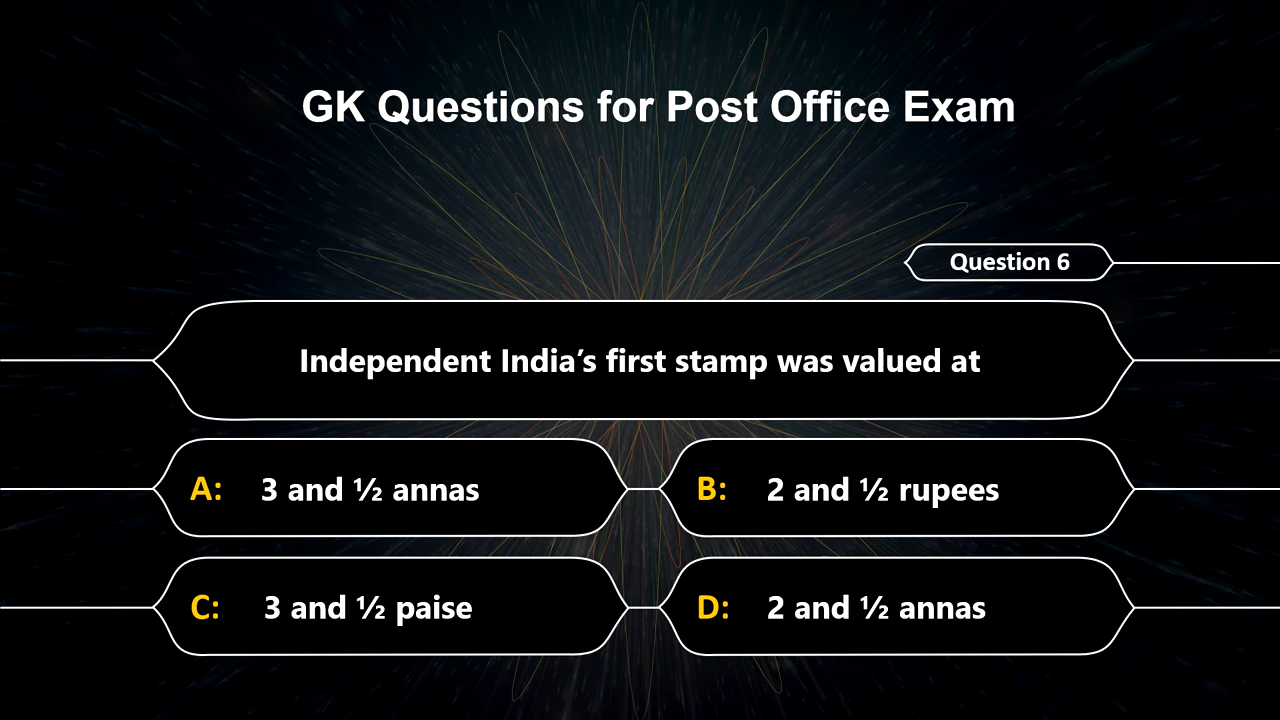 GK Questions for Post Office Exam
Question 6
Independent India’s first stamp was valued at
A: 3 and ½ annas
B: 2 and ½ rupees
C: 3 and ½ paise
D: 2 and ½ annas